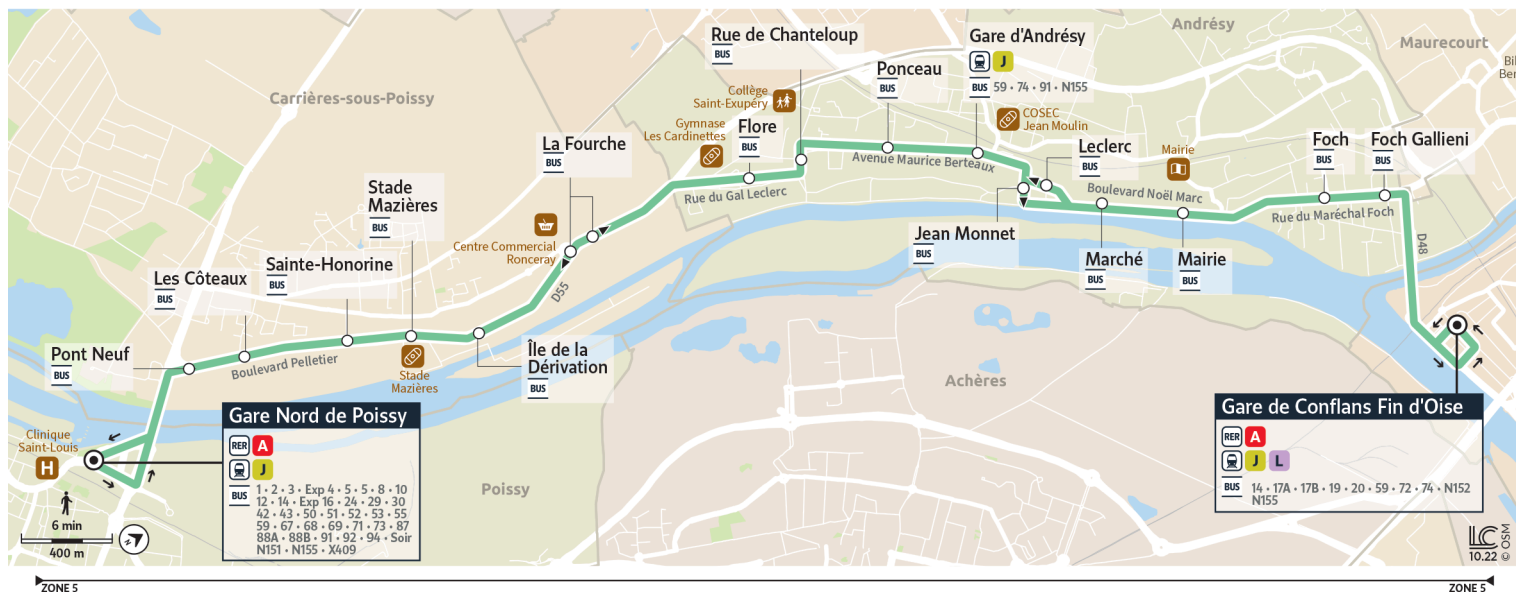 Andrésy
Maurecourt
Carrières-sous-Poissy
Rue de Chanteloup
BUS
Gare d'Andrésy
J
BUS 59 • 74 • 91 • N155
Ponceau
BUS
Collège
Saint-Exupéry
Gymnase
Les Cardinettes
Flore
BUS
COSEC
Jean Moulin
La Fourche
BUS
Avenue Maurice Berteaux
Leclerc
BUS
Mairie
Foch
BUS
Foch Gallieni
BUS
Stade
Mazières
BUS
Rue du Gal Leclerc
Boulevard Noël Marc
Rue du Maréchal Foch
Centre Commercial
Ronceray
Jean Monnet
BUS
D48
Les Côteaux
BUS
Sainte-Honorine
BUS
Marché
BUS
Mairie
BUS
D55
Pont Neuf
BUS
Boulevard Pelletier
Île de la
Dérivation
BUS
Stade
Mazières
Achères
Gare Nord de Poissy
RER A
J
BUS 1 • 2 • 3 • Exp 4 • 5 • 5 • 8 • 10
12 • 14 • Exp 16 • 24 • 29 • 30
42 • 43 • 50 • 51 • 52 • 53 • 55
59 • 67 • 68 • 69 • 71 • 73 • 87
88A • 88B • 91 • 92 • 94 • Soir
N151 • N155 • X409
Gare de Conflans Fin d'Oise
RER A
J L
BUS 14 • 17A • 17B • 19 • 20 • 59 • 72 • 74 • N152
N155
Clinique
Saint-Louis
H
Poissy
6 min
400 m
LC
10.22
© OSM
ZONE 5
ZONE 5